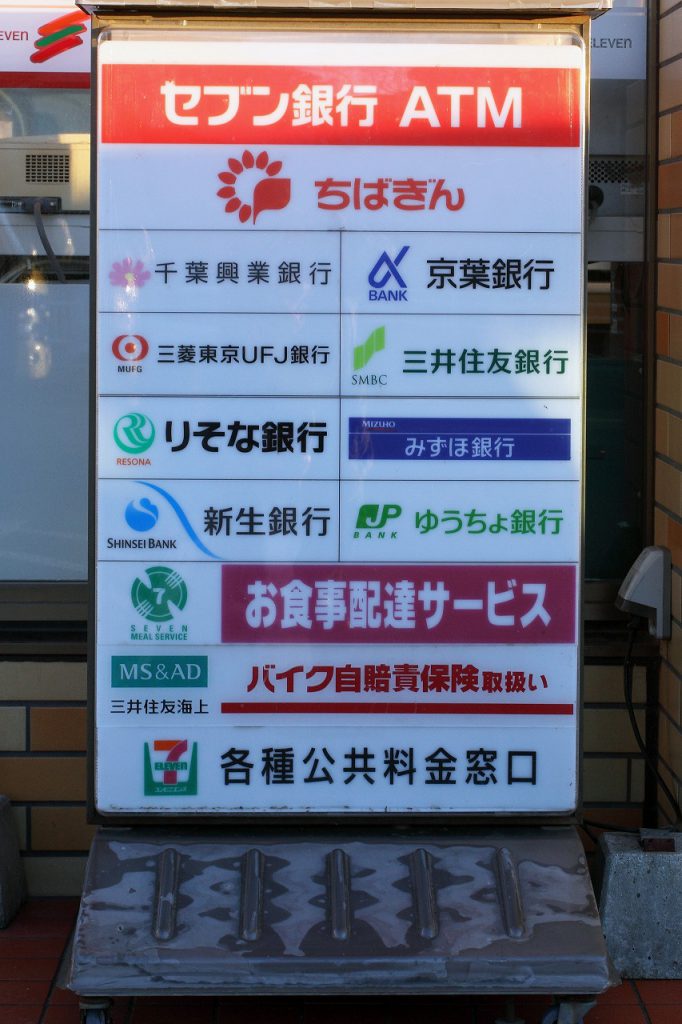 EVEN
ELEVEN
セブン銀行 ATM
ちばぎん
千葉興業銀行
BANK
京葉銀行
MUFG
三菱東京UFJ銀行
SMBC
三井住友銀行
RESONA
りそな銀行
MIZUHO
みずほ銀行
SHINSEI BANK
新生銀行
JP
BANK
ゆうちょ銀行
7
SEVEN
MEAL SERVICE
お食事配達サービス
MS&AD
三井住友海上
バイク自賠責保険取扱い
7
ELEVEN
各種公共料金窓口